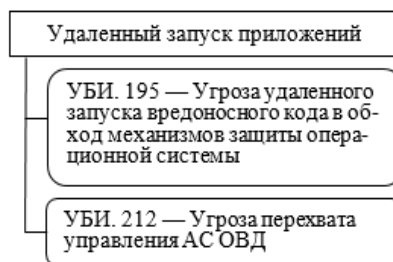 Удаленный запуск приложений
УБИ. 195 — Угроза удаленного
запуска вредоносного кода в об-
ход механизмов защиты опера-
ционной системы
УБИ. 212 — Угроза перехвата
управления АС ОВД